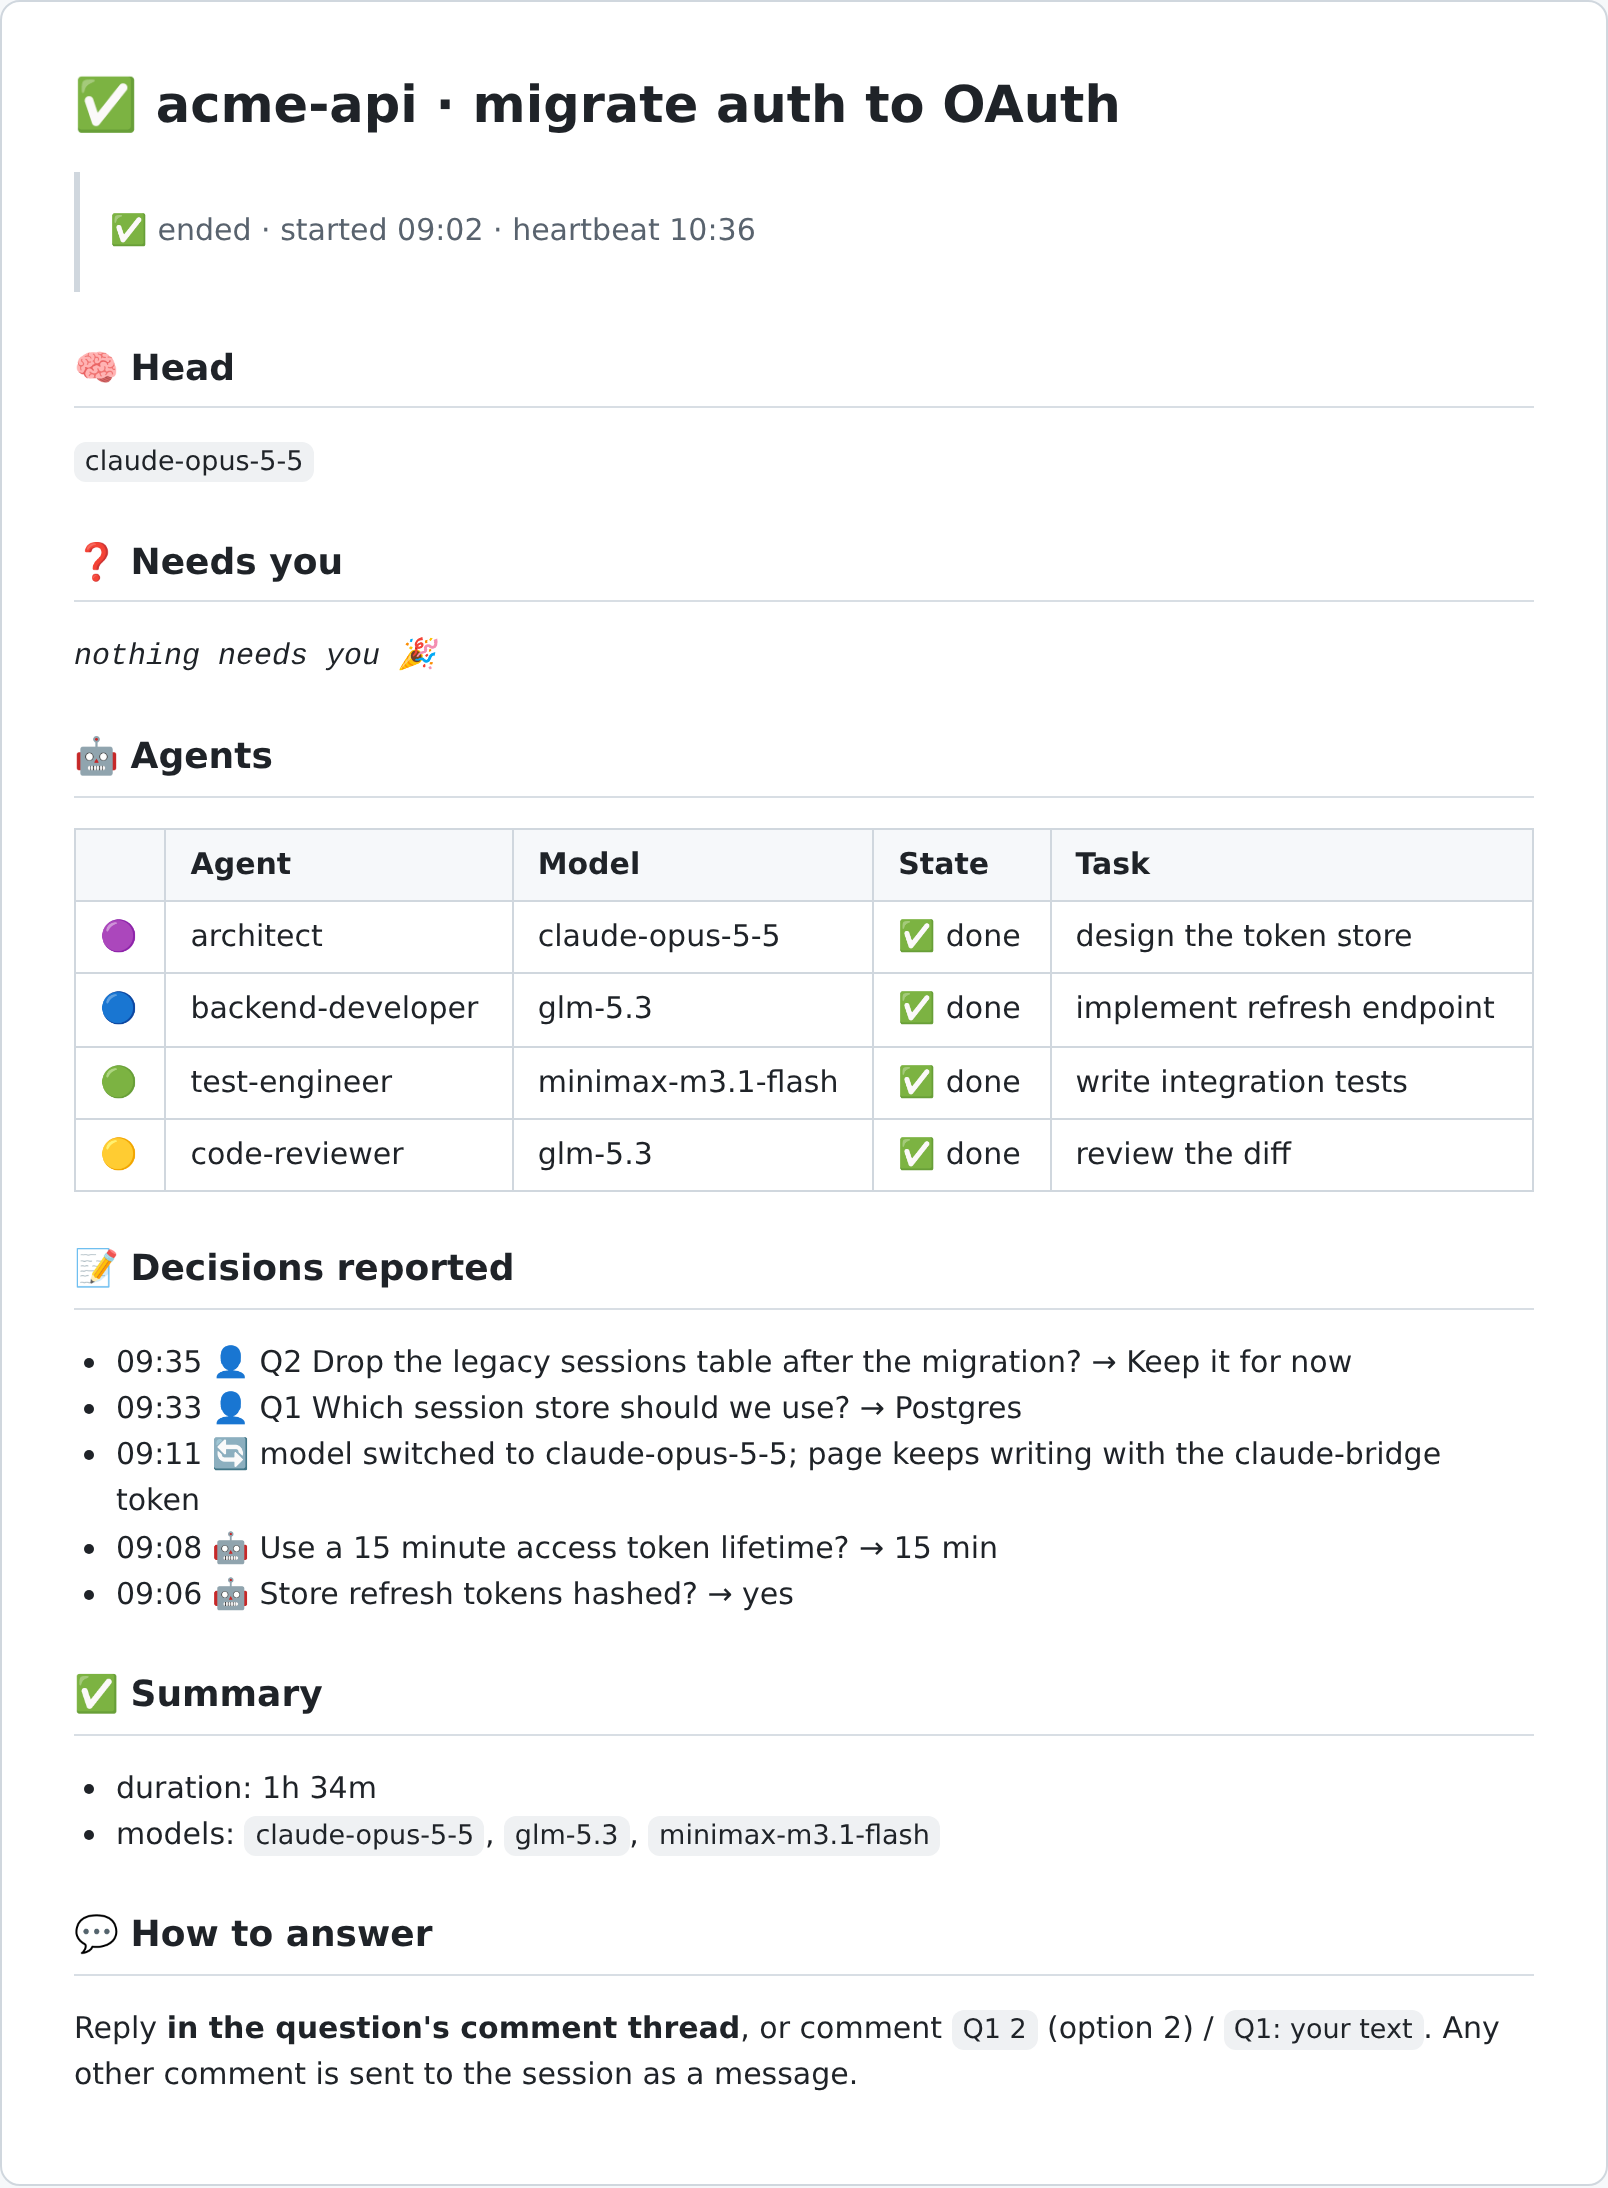 ✅ acme-api · migrate auth to OAuth
✅ ended · started 09:02 · heartbeat 10:36
🧠 Head
claude-opus-5-5
❓ Needs you
nothing needs you 🎉
🤖 Agents
Agent Model State Task
🟣 architect claude-opus-5-5 ✅ done design the token store
🔵 backend-developer glm-5.3 ✅ done implement refresh endpoint
🟢 test-engineer minimax-m3.1-flash ✅ done write integration tests
🟡 code-reviewer glm-5.3 ✅ done review the diff
📝 Decisions reported
• 09:35 👤 Q2 Drop the legacy sessions table after the migration? → Keep it for now
• 09:33 👤 Q1 Which session store should we use? → Postgres
• 09:11 🔄 model switched to claude-opus-5-5; page keeps writing with the claude-bridge
token
• 09:08 🤖 Use a 15 minute access token lifetime? → 15 min
• 09:06 🤖 Store refresh tokens hashed? → yes
✅ Summary
• duration: 1h 34m
• models: claude-opus-5-5, glm-5.3, minimax-m3.1-flash
💬 How to answer
Reply in the question's comment thread, or comment Q1 2 (option 2) / Q1: your text. Any
other comment is sent to the session as a message.